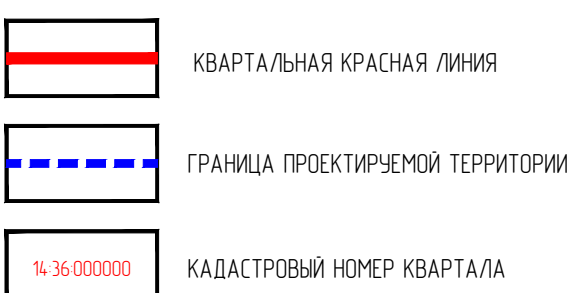 КВАРТАЛЬНАЯ КРАСНАЯ ЛИНИЯ
ГРАНИЦА ПРОЕКТИРУЕМОЙ ТЕРРИТОРИИ
14:36:000000 КАДАСТРОВЫЙ НОМЕР КВАРТАЛА